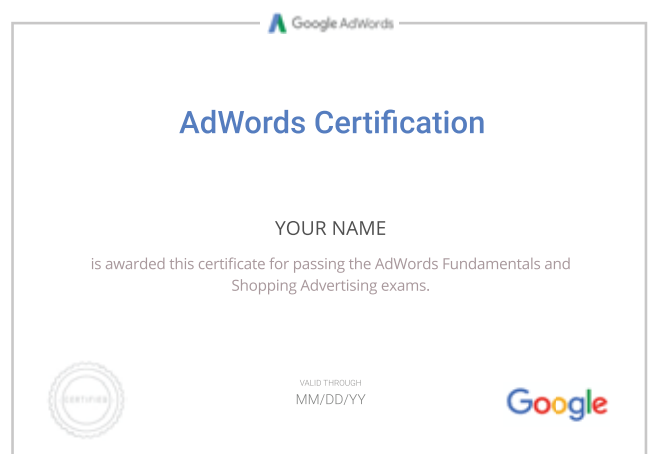 Google AdWords
AdWords Certification
YOUR NAME
is awarded this certificate for passing the AdWords Fundamentals and
Shopping Advertising exams.
VALID THROUGH
MM/DD/YY
CERTIFIED
Google